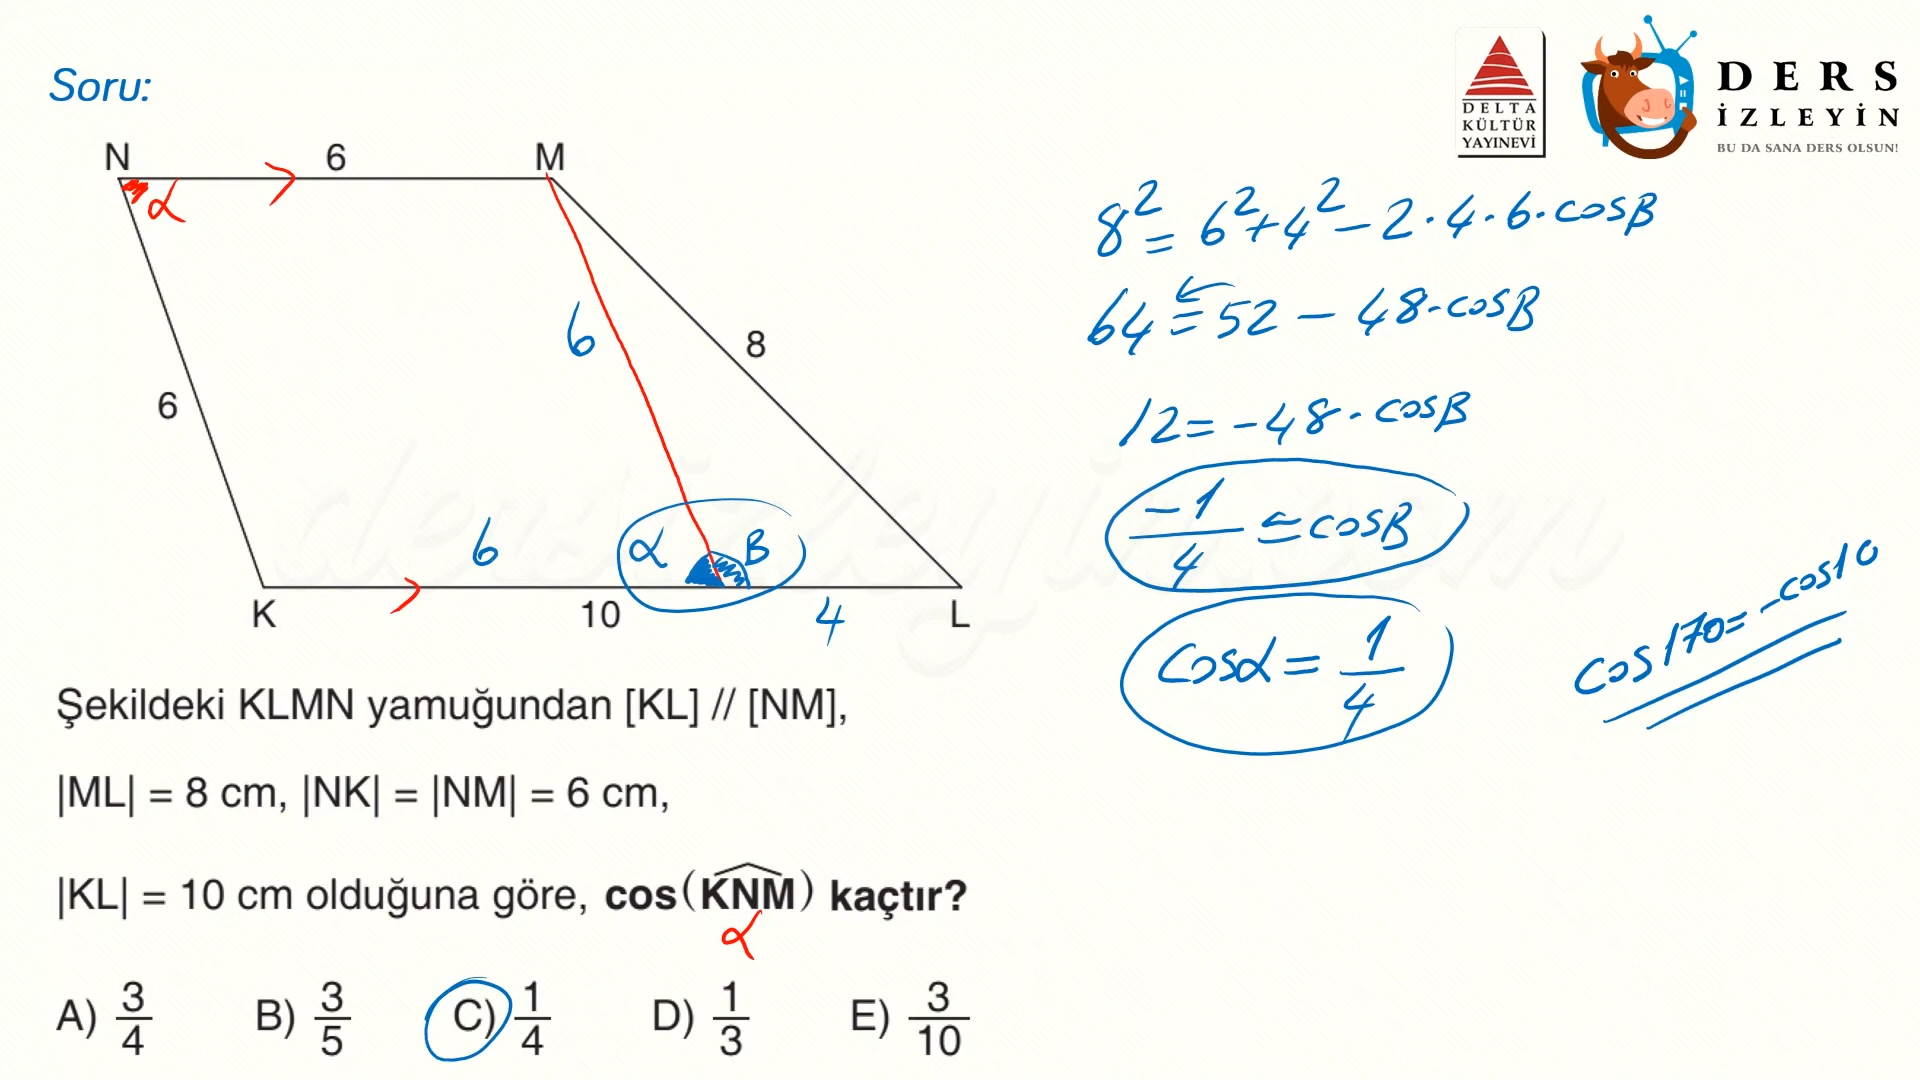 Soru:
DELTA
KÜLTÜR
YAYINEVİ
DERS
İZLEYİN
BU DA SANA DERS OLSUN!
N 6 M
α
6
8
6
6
α B
K 10 4 L
8² = 6² + 4² - 2·4·6·cosB
64 = 52 - 48·cosB
12 = -48·cosB
-1/4 = cosB
cosα = 1/4
cos170 = -cos10
Şekildeki KLMN yamuğundan [KL] // [NM],
|ML| = 8 cm, |NK| = |NM| = 6 cm,
|KL| = 10 cm olduğuna göre, cos(KNM) kaçtır?
α
A) 3/4 B) 3/5 C) 1/4 D) 1/3 E) 3/10